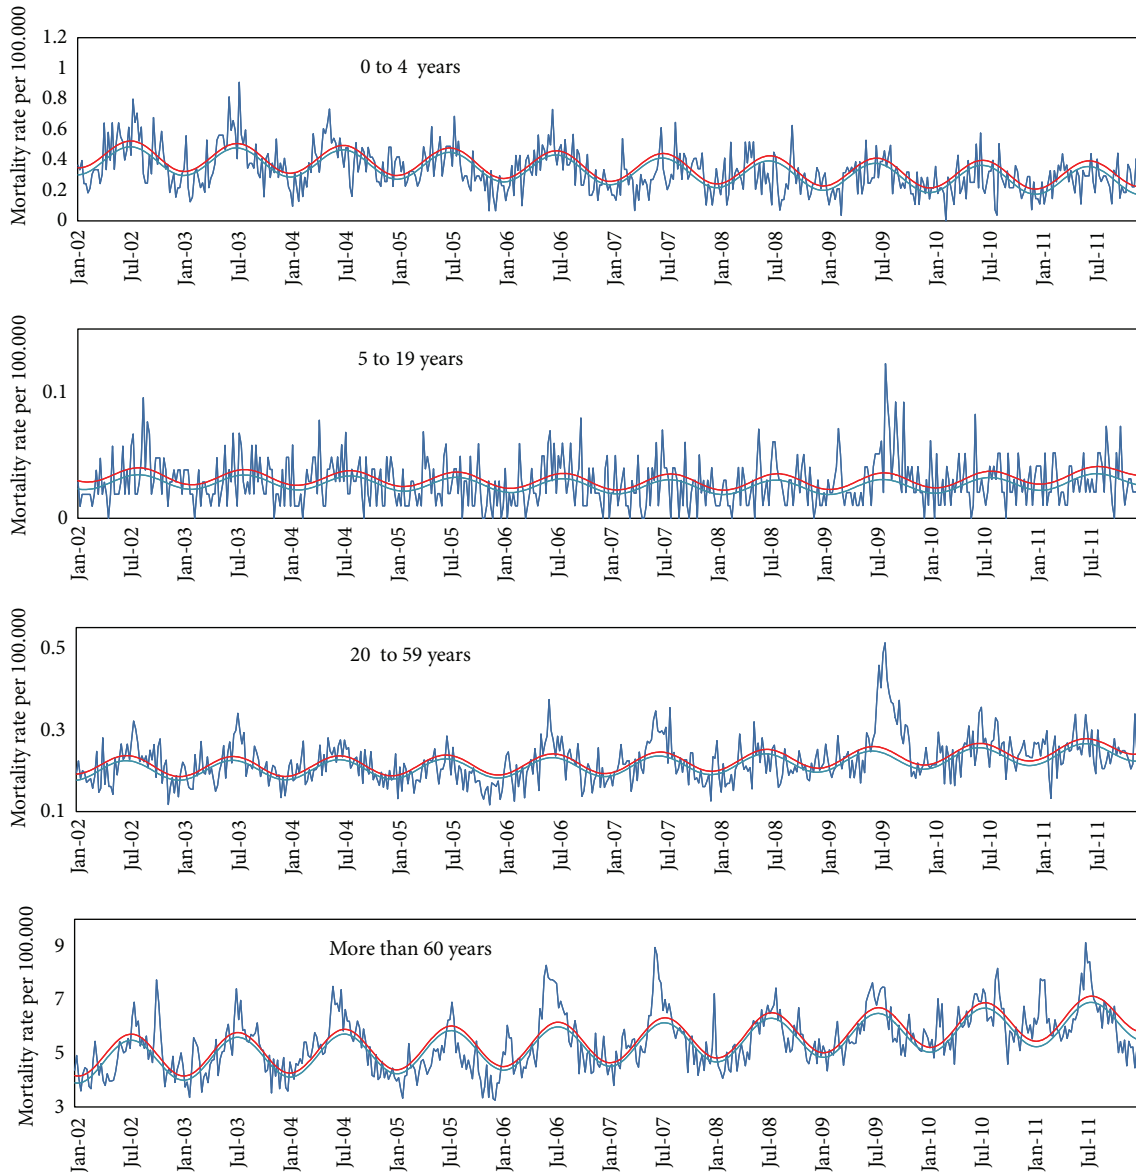 Mortality rate per 100.000
1.2
1
0.8
0.6
0.4
0.2
0
0 to 4 years
Jan-02 Jul-02 Jan-03 Jul-03 Jan-04 Jul-04 Jan-05 Jul-05 Jan-06 Jul-06 Jan-07 Jul-07 Jan-08 Jul-08 Jan-09 Jul-09 Jan-10 Jul-10 Jan-11 Jul-11
Mortality rate per 100.000
0.1
0
5 to 19 years
Jan-02 Jul-02 Jan-03 Jul-03 Jan-04 Jul-04 Jan-05 Jul-05 Jan-06 Jul-06 Jan-07 Jul-07 Jan-08 Jul-08 Jan-09 Jul-09 Jan-10 Jul-10 Jan-11 Jul-11
Mortality rate per 100.000
0.5
0.3
0.1
20 to 59 years
Jan-02 Jul-02 Jan-03 Jul-03 Jan-04 Jul-04 Jan-05 Jul-05 Jan-06 Jul-06 Jan-07 Jul-07 Jan-08 Jul-08 Jan-09 Jul-09 Jan-10 Jul-10 Jan-11 Jul-11
Mortality rate per 100.000
9
7
5
3
More than 60 years
Jan-02 Jul-02 Jan-03 Jul-03 Jan-04 Jul-04 Jan-05 Jul-05 Jan-06 Jul-06 Jan-07 Jul-07 Jan-08 Jul-08 Jan-09 Jul-09 Jan-10 Jul-10 Jan-11 Jul-11